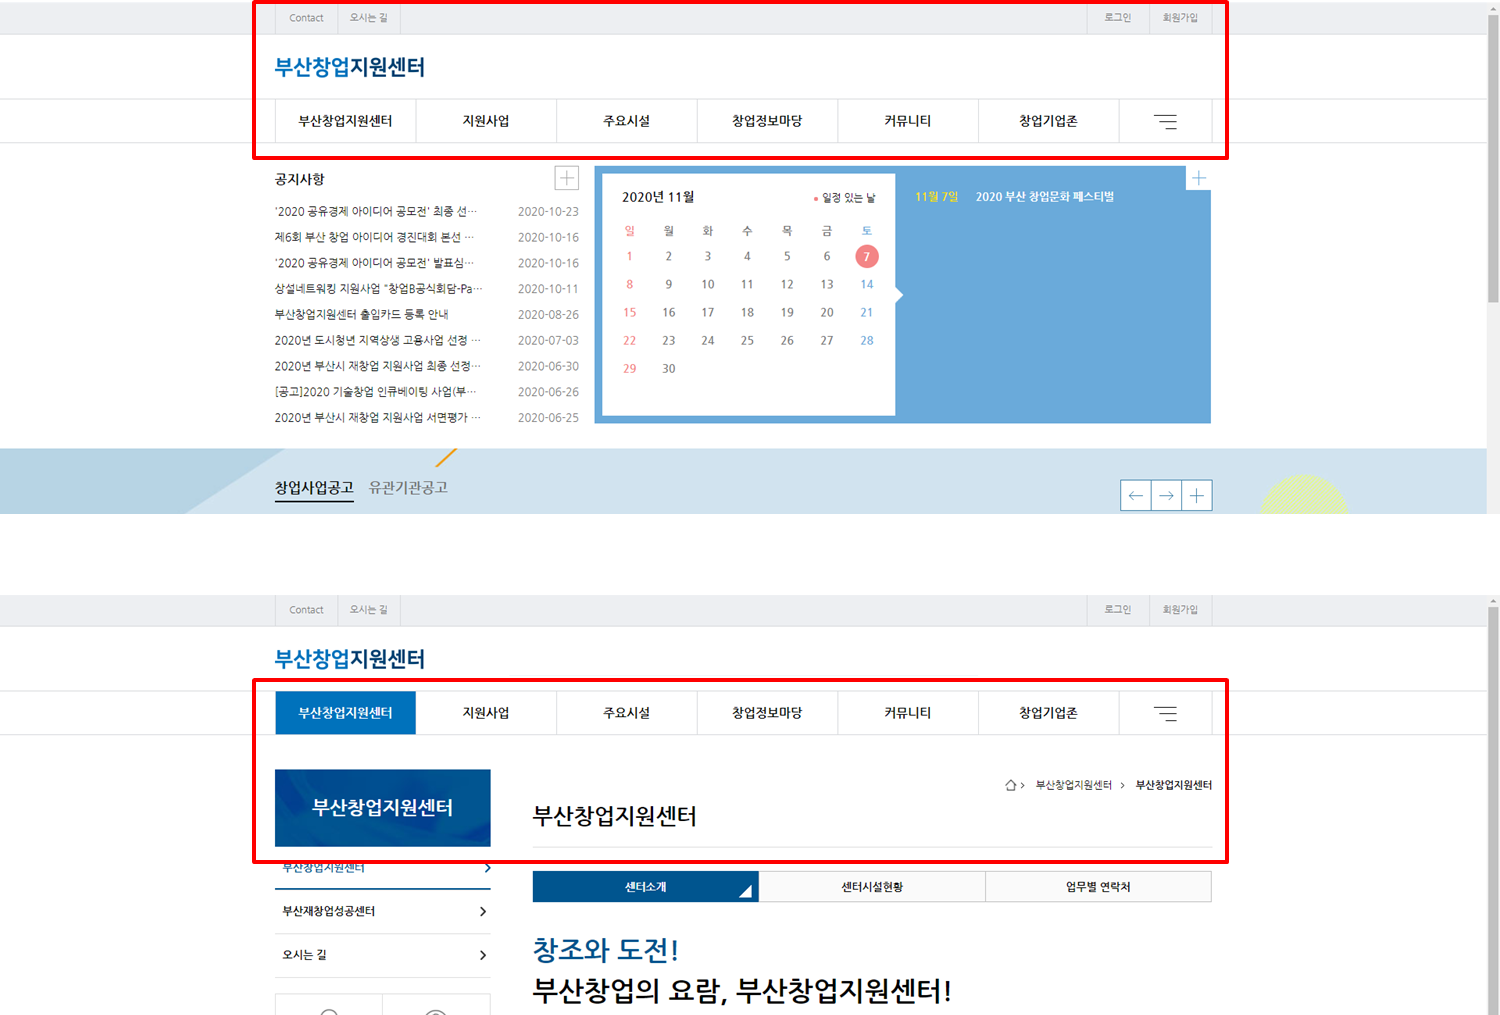 Contact 오시는 길 로그인 회원가입
부산창업지원센터
부산창업지원센터 지원사업 주요시설 창업정보마당 커뮤니티 창업기업존
공지사항
'2020 공유경제 아이디어 공모전' 최종 선··· 2020-10-23
제6회 부산 창업 아이디어 경진대회 본선 ··· 2020-10-16
'2020 공유경제 아이디어 공모전' 발표심··· 2020-10-16
상설네트워킹 지원사업 "창업B공식회담-Pa··· 2020-10-11
부산창업지원센터 출입카드 등록 안내 2020-08-26
2020년 도시청년 지역상생 고용사업 선정 ··· 2020-07-03
2020년 부산시 재창업 지원사업 최종 선정··· 2020-06-30
[공고]2020 기술창업 인큐베이팅 사업(부··· 2020-06-26
2020년 부산시 재창업 지원사업 서면평가 ··· 2020-06-25
2020년 11월 일정 있는 날
일 월 화 수 목 금 토
1 2 3 4 5 6 7
8 9 10 11 12 13 14
15 16 17 18 19 20 21
22 23 24 25 26 27 28
29 30
11월 7일 2020 부산 창업문화 페스티벌
창업사업공고 유관기관공고
Contact 오시는 길 로그인 회원가입
부산창업지원센터
부산창업지원센터 지원사업 주요시설 창업정보마당 커뮤니티 창업기업존
부산창업지원센터
부산창업지원센터
부산재창업성공센터
오시는 길
부산창업지원센터 > 부산창업지원센터
부산창업지원센터
센터소개 센터시설현황 업무별 연락처
창조와 도전!
부산창업의 요람, 부산창업지원센터!